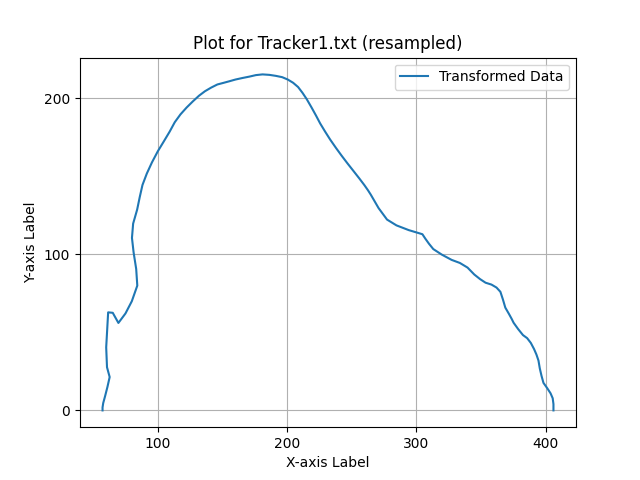 Plot for Tracker1.txt (resampled)
Transformed Data
200
100
0
Y-axis Label
100
200
300
400
X-axis Label